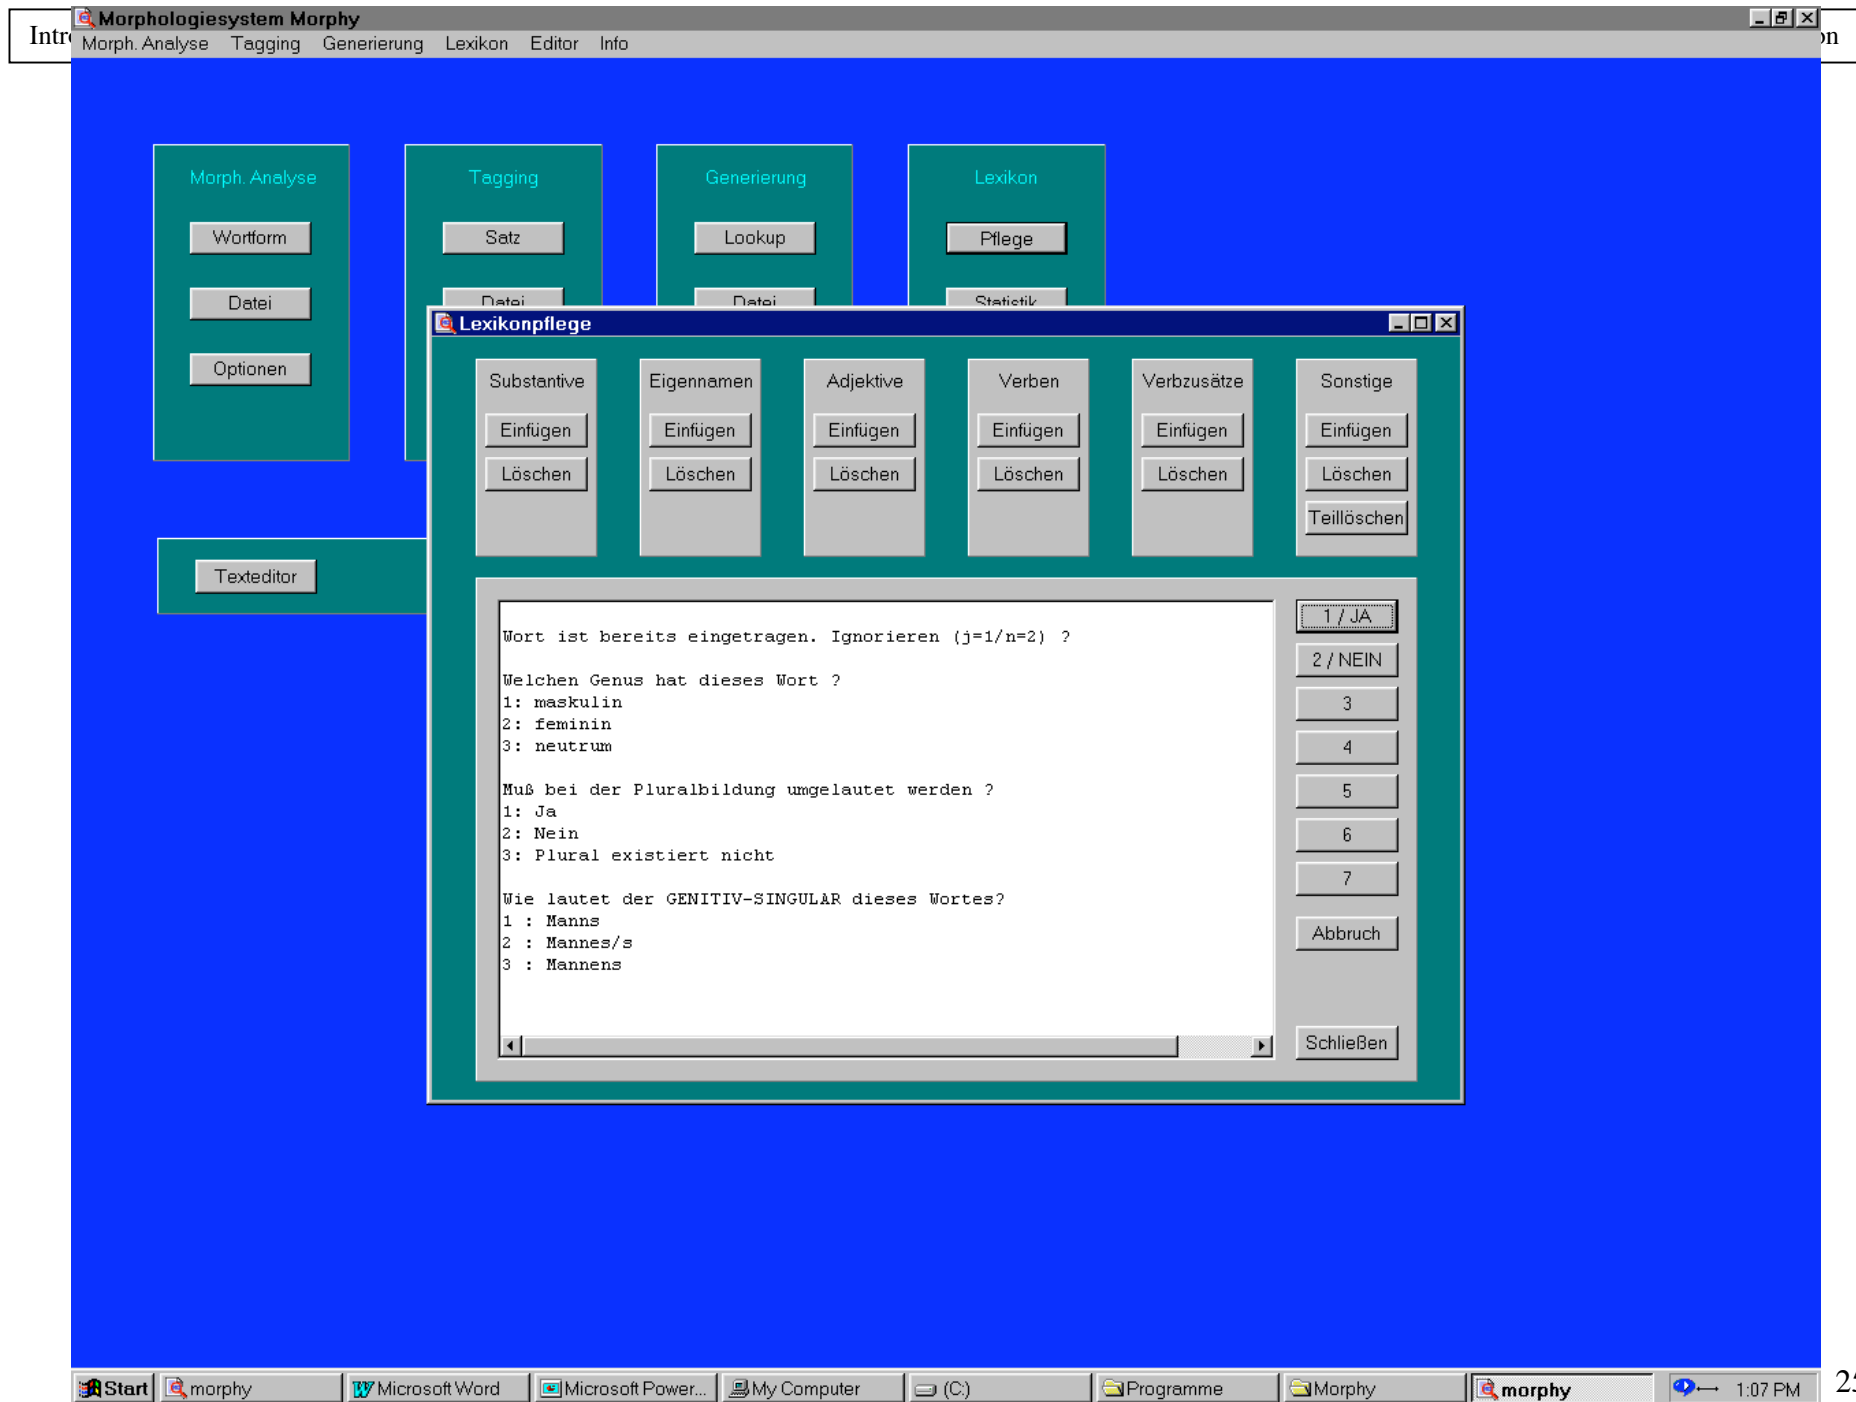 Morphologiesystem Morphy
Intr
on
Morph. Analyse Tagging Generierung Lexikon Editor Info
Morph. Analyse Tagging Generierung Lexikon
Wortform Satz Lookup Pflege
Datei Datei Datei Statistik
Optionen
Texteditor
Lexikonpflege
Substantive Eigennamen Adjektive Verben Verbzusätze Sonstige
Einfügen Einfügen Einfügen Einfügen Einfügen Einfügen
Löschen Löschen Löschen Löschen Löschen Löschen
Teillöschen
Wort ist bereits eingetragen. Ignorieren (j=1/n=2) ?
Welchen Genus hat dieses Wort ?
1: maskulin
2: feminin
3: neutrum
Muß bei der Pluralbildung umgelautet werden ?
1: Ja
2: Nein
3: Plural existiert nicht
Wie lautet der GENITIV-SINGULAR dieses Wortes?
1 : Manns
2 : Mannes/s
3 : Mannens
1 / JA
2 / NEIN
3
4
5
6
7
Abbruch
Schließen
Start morphy Microsoft Word Microsoft Power... My Computer (C:) Programme Morphy morphy 1:07 PM